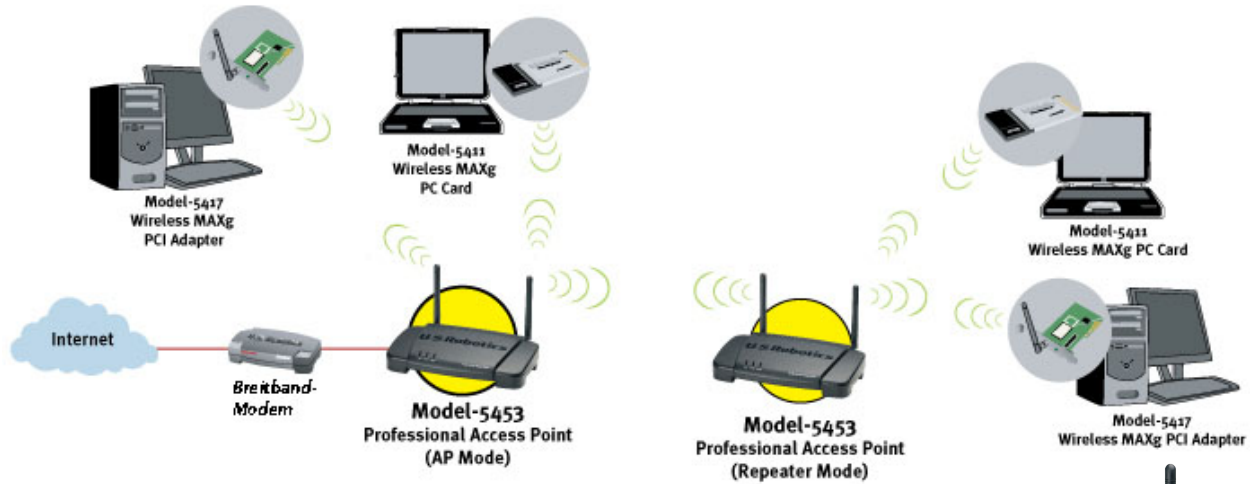 Model-5417
Wireless MAXg
PCI Adapter
Model-5411
Wireless MAXg
PC Card
Model-5411
Wireless MAXg PC Card
Internet
Breitband-
Modem
U.S.Robotics
Model-5453
Professional Access Point
(AP Mode)
U.S.Robotics
Model-5453
Professional Access Point
(Repeater Mode)
Model-5417
Wireless MAXg PCI Adapter